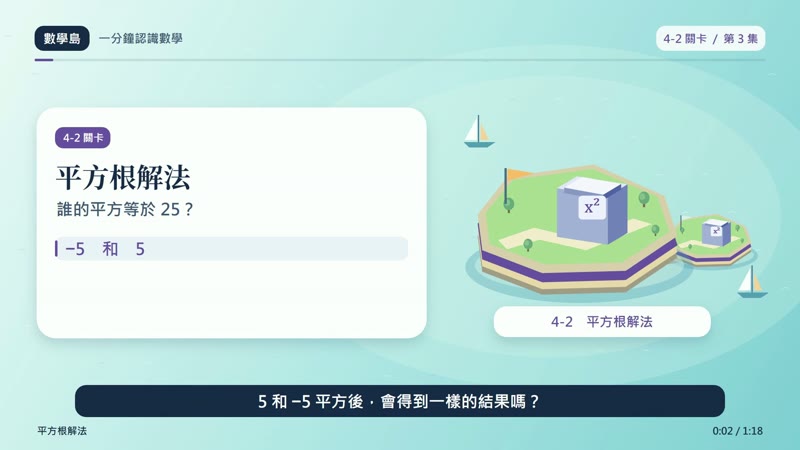 數學島
一分鐘認識數學
4-2 關卡 / 第 3 集
4-2 關卡
平方根解法
誰的平方等於 25？
−5 和 5
x²
x²
4-2 平方根解法
5 和 −5 平方後，會得到一樣的結果嗎？
平方根解法
0:02 / 1:18